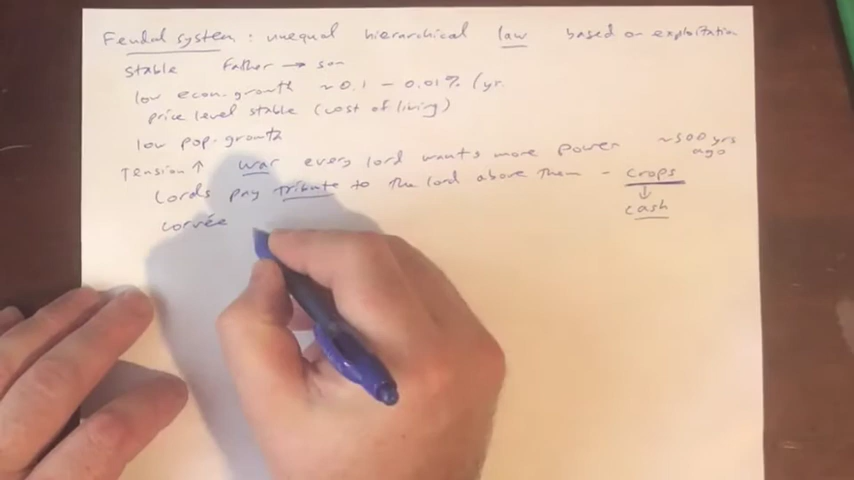 Feudal system : unequal hierarchical law based on exploitation
stable father → son
low econ. growth ~0.1 - 0.01% /yr.
price level stable (cost of living)
low pop. growth
Tension ↑ war every lord wants more power ~500 yrs ago
Lords pay tribute to the lord above them - crops
↓
cash
corvée